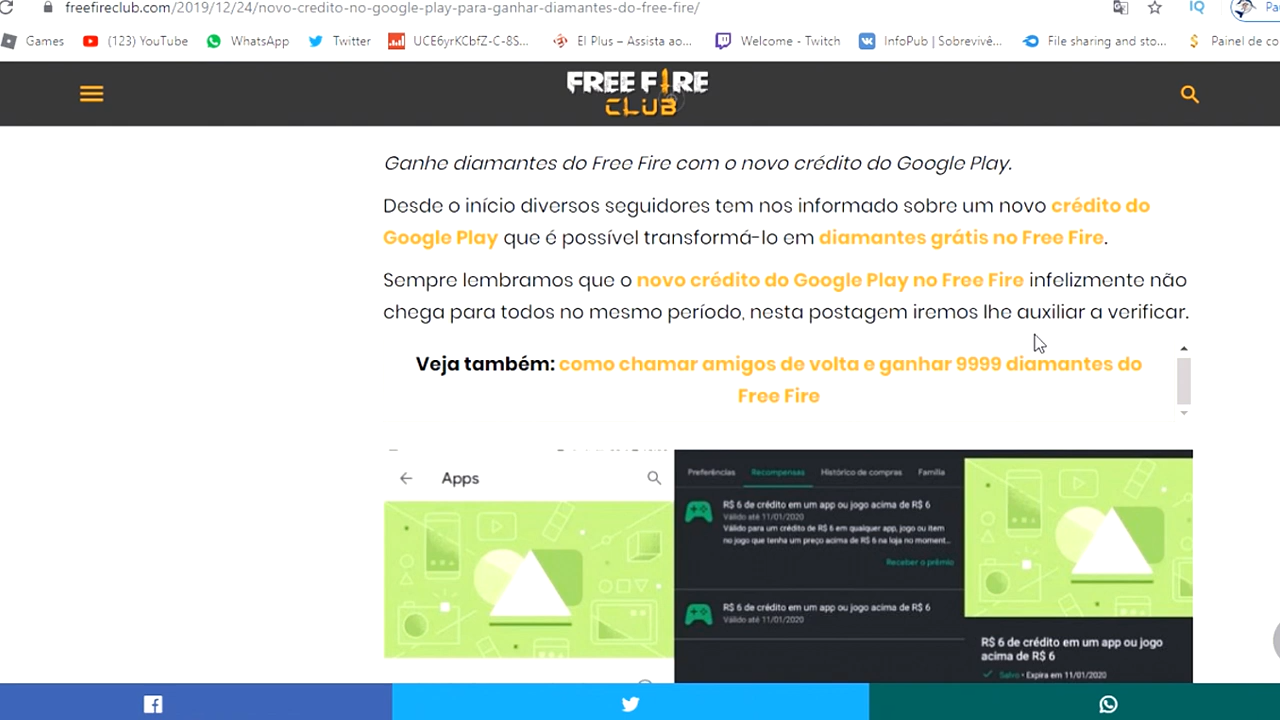 freefireclub.com/2019/12/24/novo-credito-no-google-play-para-ganhar-diamantes-do-free-fire/
IQ
Games
(123) YouTube
WhatsApp
Twitter
UCE6yrKCbfZ-C-8S...
El Plus – Assista ao...
Welcome - Twitch
InfoPub | Sobrevivê...
File sharing and sto...
Painel de co
FREE FIRE
CLUB
Ganhe diamantes do Free Fire com o novo crédito do Google Play.
Desde o início diversos seguidores tem nos informado sobre um novo crédito do
Google Play que é possível transformá-lo em diamantes grátis no Free Fire.
Sempre lembramos que o novo crédito do Google Play no Free Fire infelizmente não
chega para todos no mesmo período, nesta postagem iremos lhe auxiliar a verificar.
Veja também: como chamar amigos de volta e ganhar 9999 diamantes do
Free Fire
Apps
Preferências
Recompensas
Histórico de compras
Família
R$ 6 de crédito em um app ou jogo acima de R$ 6
Válido até 11/01/2020
Válido para um crédito de R$ 6 em qualquer app, jogo ou item
no jogo que tenha um preço acima de R$ 6 na loja no moment...
Receber o prêmio
R$ 6 de crédito em um app ou jogo acima de R$ 6
Válido até 11/01/2020
R$ 6 de crédito em um app ou jogo
acima de R$ 6
Salvo • Expira em 11/01/2020